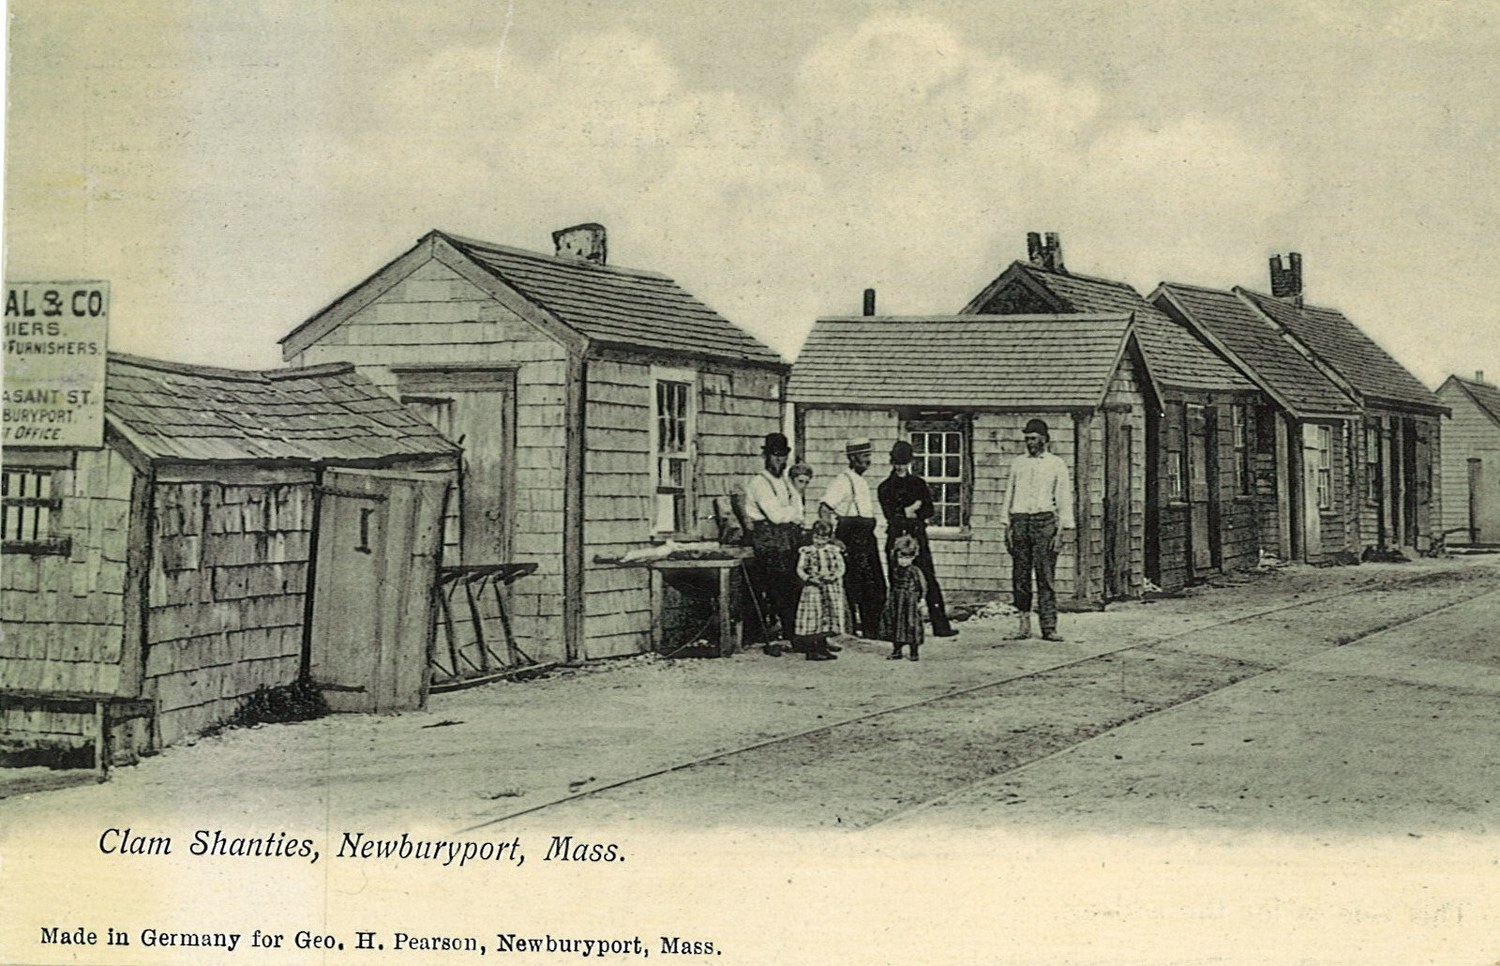 AL & CO.
HIERS.
FURNISHERS.
ASANT ST.
BURYPORT.
T OFFICE
Clam Shanties, Newburyport, Mass.
Made in Germany for Geo. H. Pearson, Newburyport, Mass.